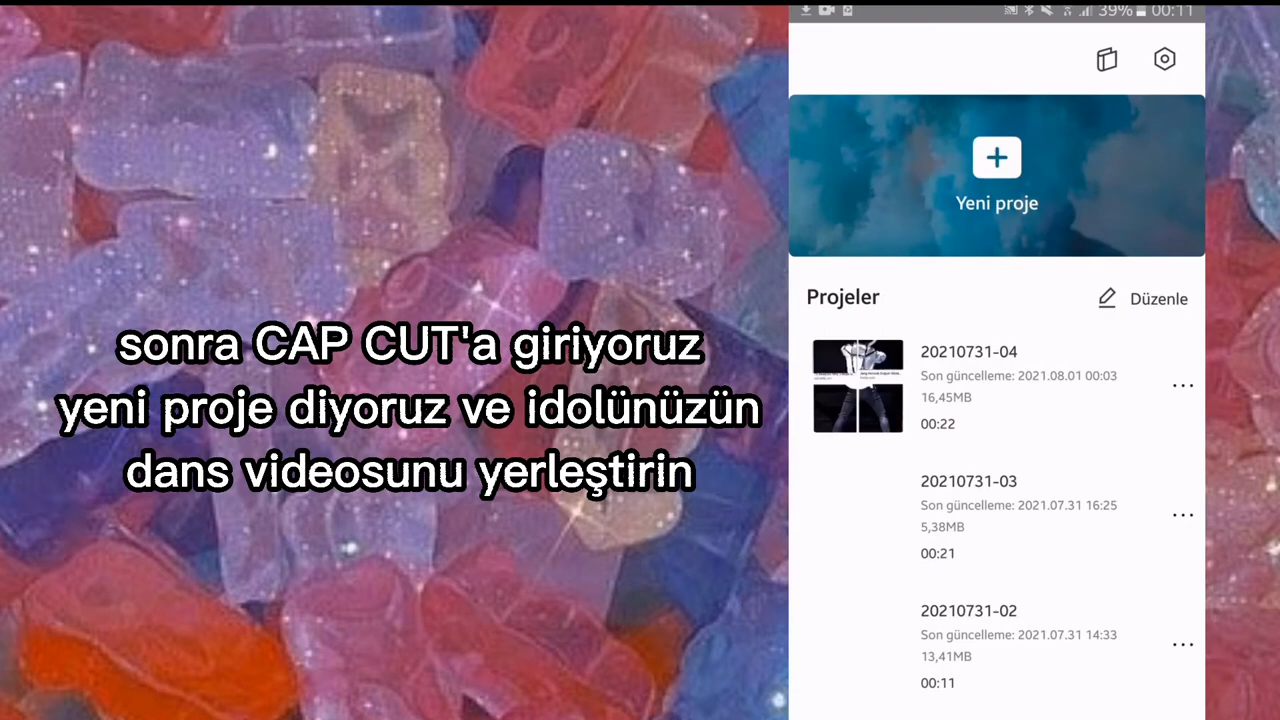 sonra CAP CUT'a giriyoruz
yeni proje diyoruz ve idolünüzün
dans videosunu yerleştirin
39% 00:11
Yeni proje
Projeler
Düzenle
20210731-04
Son güncelleme: 2021.08.01 00:03
16,45MB
00:22
20210731-03
Son güncelleme: 2021.07.31 16:25
5,38MB
00:21
20210731-02
Son güncelleme: 2021.07.31 14:33
13,41MB
00:11